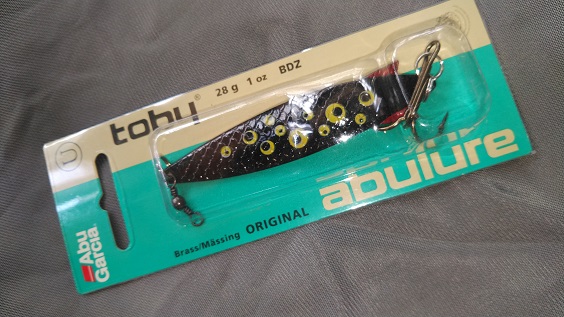 toby®
28 g 1 oz BDZ
U
abulure
Brass/Mässing ORIGINAL
Abu
Garcia®